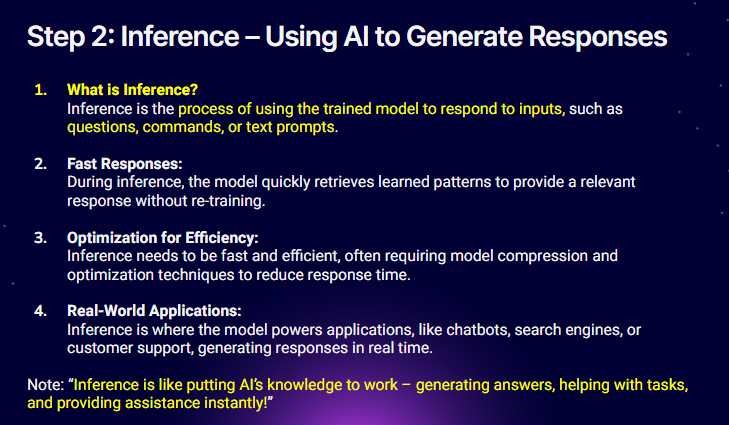 Step 2: Inference – Using AI to Generate Responses
1. What is Inference?
Inference is the process of using the trained model to respond to inputs, such as
questions, commands, or text prompts.
2. Fast Responses:
During inference, the model quickly retrieves learned patterns to provide a relevant
response without re-training.
3. Optimization for Efficiency:
Inference needs to be fast and efficient, often requiring model compression and
optimization techniques to reduce response time.
4. Real-World Applications:
Inference is where the model powers applications, like chatbots, search engines, or
customer support, generating responses in real time.
Note: “Inference is like putting AI’s knowledge to work – generating answers, helping with tasks,
and providing assistance instantly!”